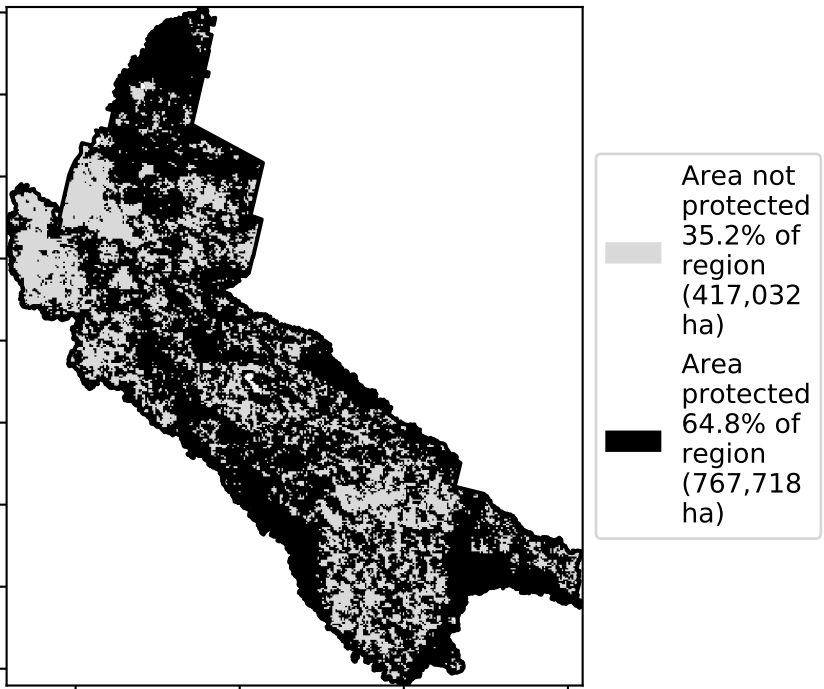 Area not
protected
35.2% of
region
(417,032
ha)
Area
protected
64.8% of
region
(767,718
ha)